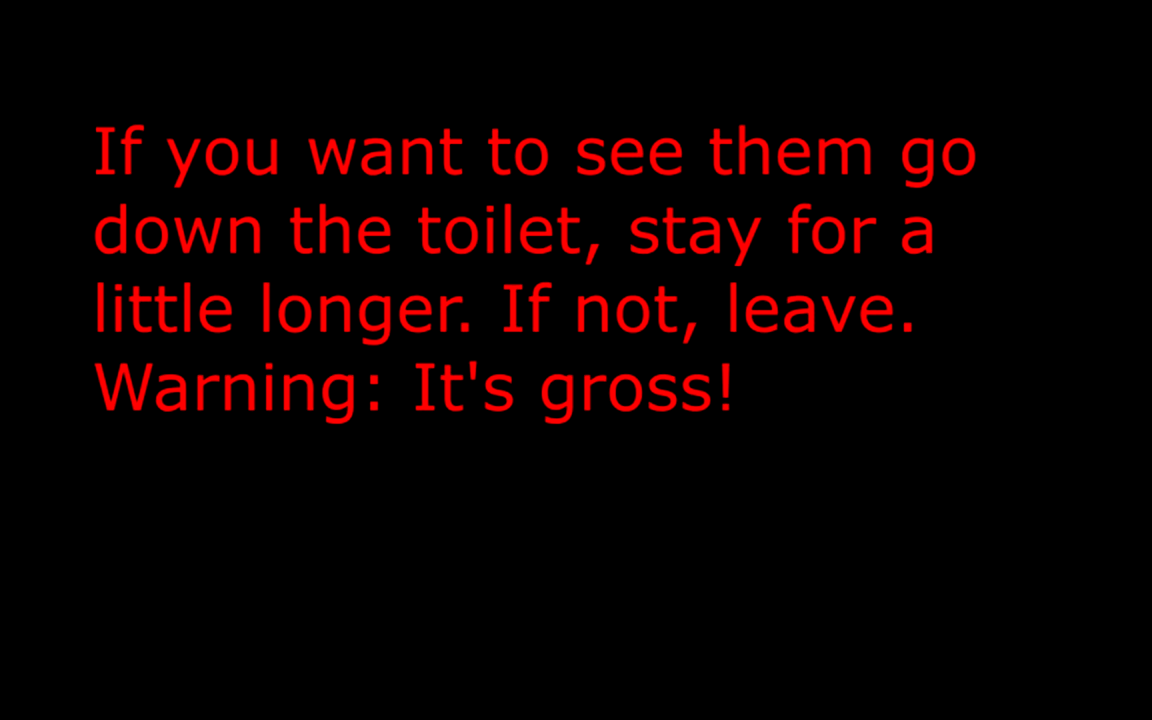 If you want to see them go
down the toilet, stay for a
little longer. If not, leave.
Warning: It's gross!